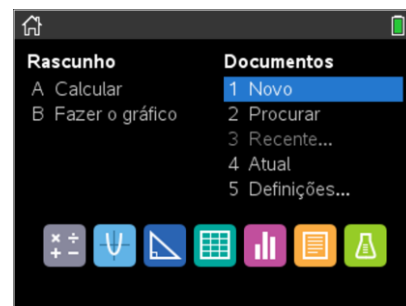 Rascunho
A Calcular
B Fazer o gráfico
Documentos
1 Novo
2 Procurar
3 Recente...
4 Atual
5 Definições...